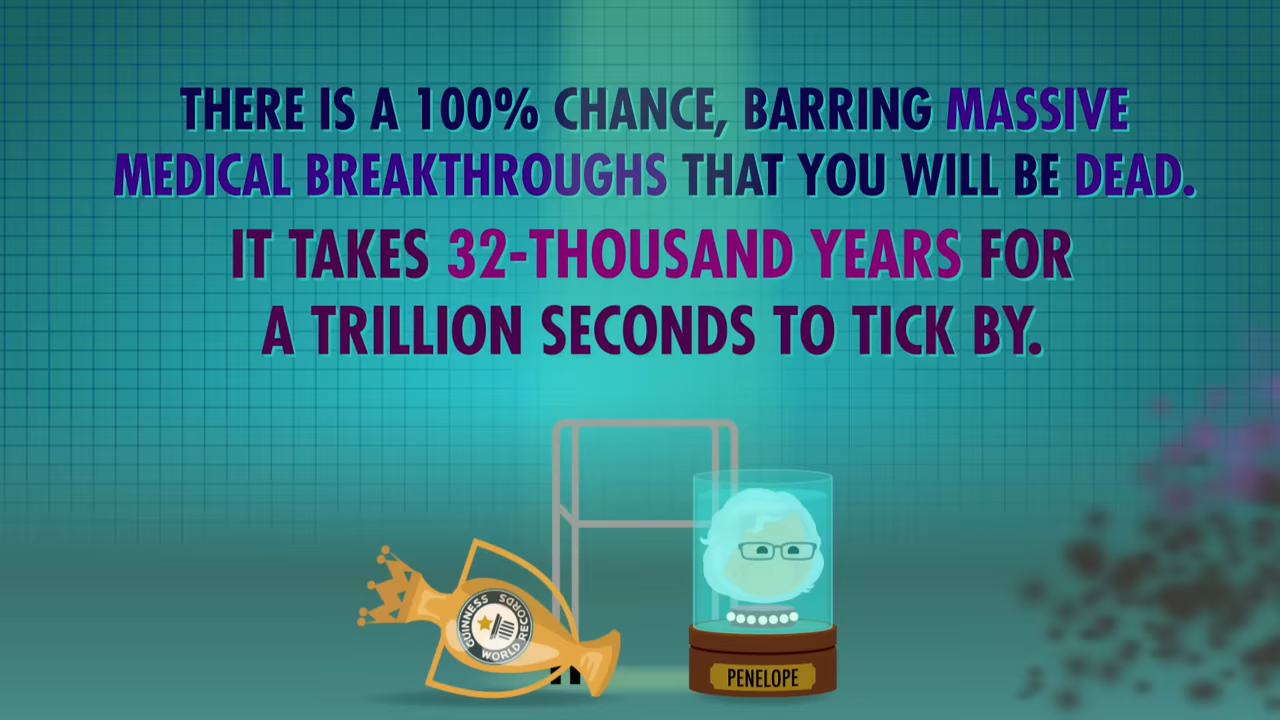 THERE IS A 100% CHANCE, BARRING MASSIVE
MEDICAL BREAKTHROUGHS THAT YOU WILL BE DEAD.
IT TAKES 32-THOUSAND YEARS FOR
A TRILLION SECONDS TO TICK BY.
GUINNESS WORLD RECORDS
PENELOPE